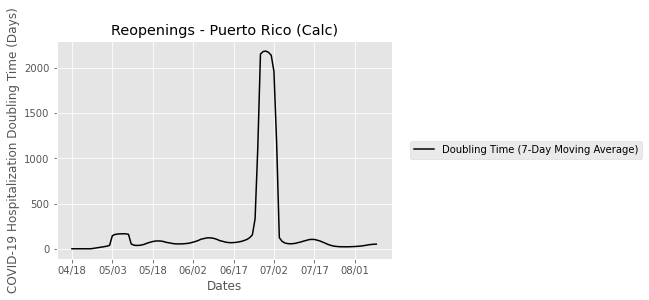 Reopenings - Puerto Rico (Calc)
COVID-19 Hospitalization Doubling Time (Days)
2000
1500
1000
500
0
04/18 05/03 05/18 06/02 06/17 07/02 07/17 08/01
Dates
Doubling Time (7-Day Moving Average)